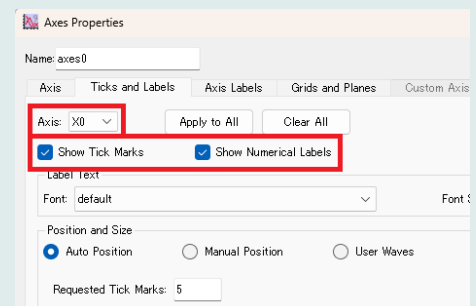 Axes Properties
Name: axes0
Axis Ticks and Labels Axis Labels Grids and Planes Custom Axis
Axis: X0 Apply to All Clear All
Show Tick Marks Show Numerical Labels
Label Text
Font: default Font S
Position and Size
Auto Position Manual Position User Waves
Requested Tick Marks: 5